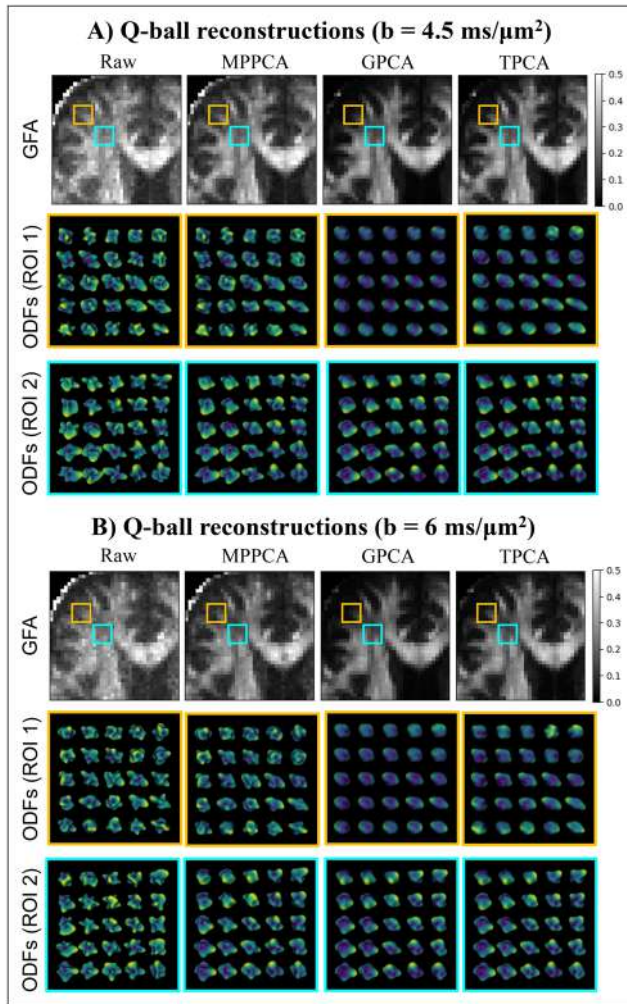 A) Q-ball reconstructions (b = 4.5 ms/μm²)
Raw MPPCA GPCA TPCA
GFA
0.5
0.4
0.3
0.2
0.1
0.0
ODFs (ROI 1)
ODFs (ROI 2)
B) Q-ball reconstructions (b = 6 ms/μm²)
Raw MPPCA GPCA TPCA
GFA
0.5
0.4
0.3
0.2
0.1
0.0
ODFs (ROI 1)
ODFs (ROI 2)